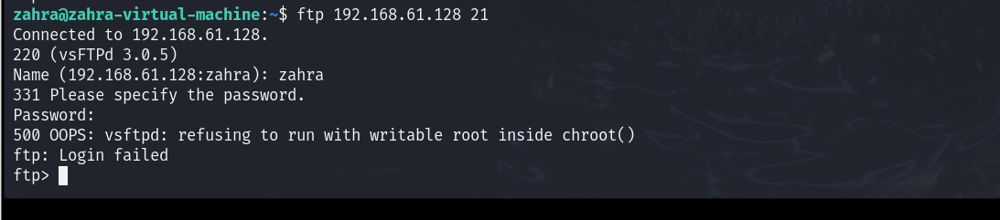 zahra@zahra-virtual-machine:~$ ftp 192.168.61.128 21
Connected to 192.168.61.128.
220 (vsFTPd 3.0.5)
Name (192.168.61.128:zahra): zahra
331 Please specify the password.
Password:
500 OOPS: vsftpd: refusing to run with writable root inside chroot()
ftp: Login failed
ftp>